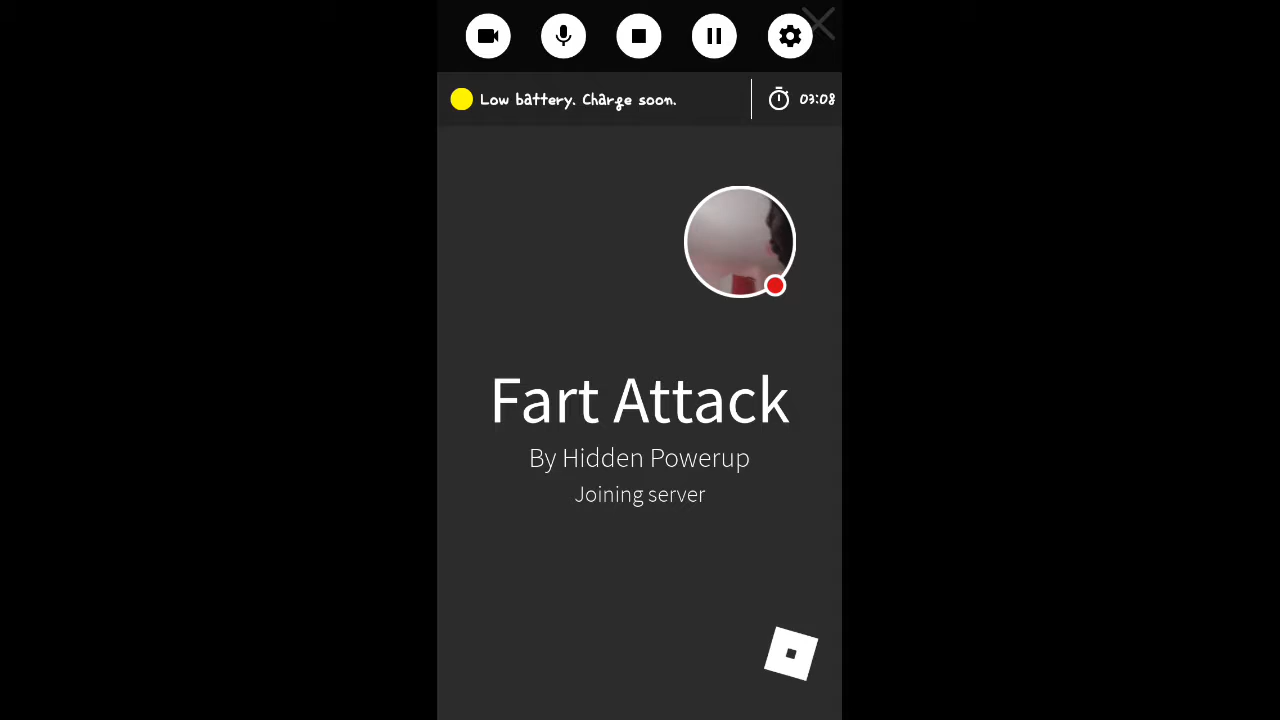 Low battery. Charge soon.
03:08
Fart Attack
By Hidden Powerup
Joining server